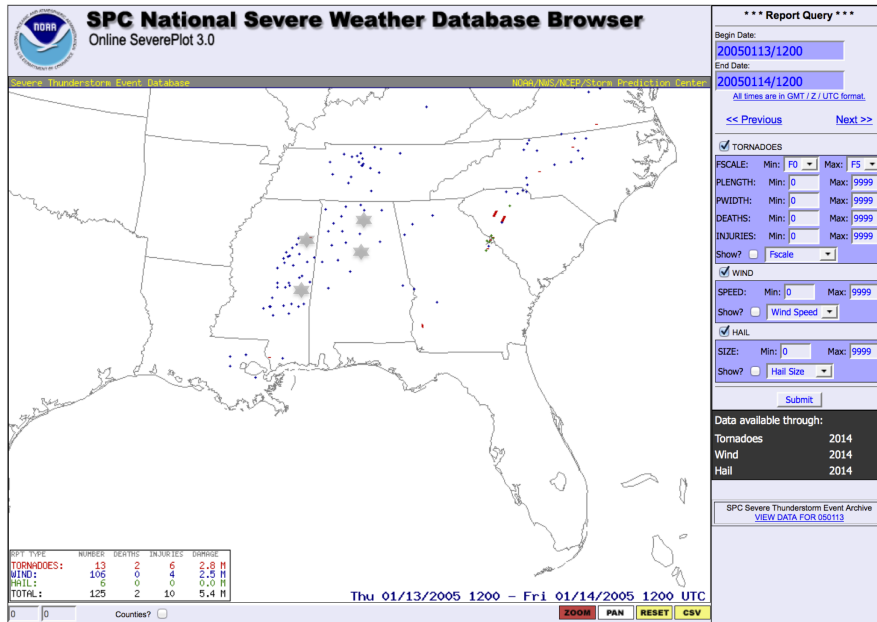 NOAA
SPC National Severe Weather Database Browser
Online SeverePlot 3.0
Severe Thunderstorm Event Database
NOAA/NWS/NCEP/Storm Prediction Center
Thu 01/13/2005 1200 - Fri 01/14/2005 1200 UTC
RPT TYPE NUMBER DEATHS INJURIES DAMAGE
TORNADOES: 13 2 6 2.8 M
WIND: 106 0 4 2.5 M
HAIL: 6 0 0 0.0 M
TOTAL: 125 2 10 5.4 M
0 0 Counties? ZOOM PAN RESET CSV
* * * Report Query * * *
Begin Date:
20050113/1200
End Date:
20050114/1200
All times are in GMT / Z / UTC format.
<< Previous Next >>
TORNADOES
FSCALE: Min: F0 Max: F5
PLENGTH: Min: 0 Max: 9999
PWIDTH: Min: 0 Max: 9999
DEATHS: Min: 0 Max: 9999
INJURIES: Min: 0 Max: 9999
Show? Fscale
WIND
SPEED: Min: 0 Max: 9999
Show? Wind Speed
HAIL
SIZE: Min: 0 Max: 9999
Show? Hail Size
Submit
Data available through:
Tornadoes 2014
Wind 2014
Hail 2014
SPC Severe Thunderstorm Event Archive
VIEW DATA FOR 050113